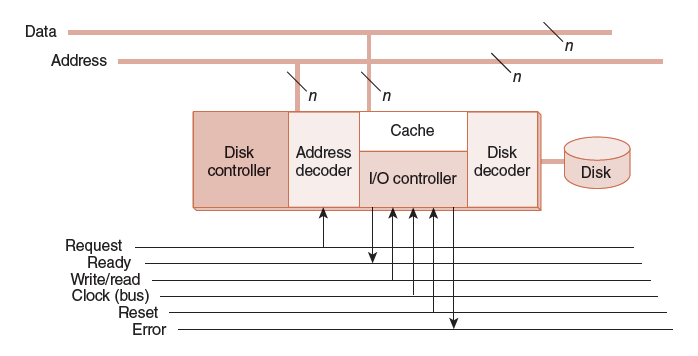 Data
n
Address
n
n
n
Cache
Disk
controller
Address
decoder
I/O controller
Disk
decoder
Disk
Request
Ready
Write/read
Clock (bus)
Reset
Error